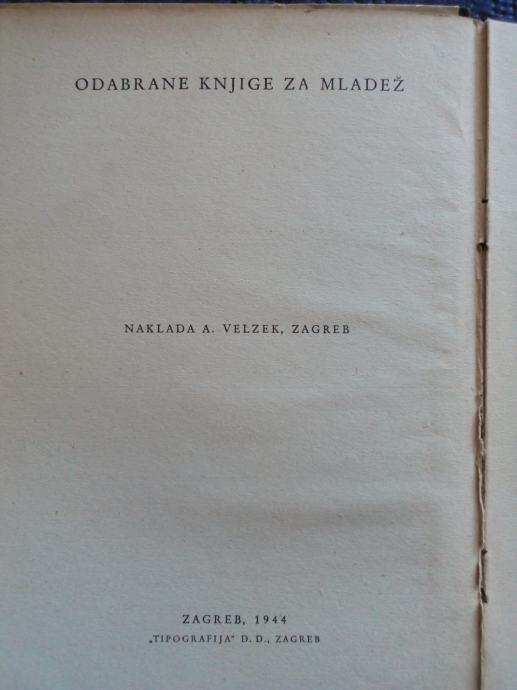 ODABRANE KNJIGE ZA MLADEŽ
NAKLADA A. VELZEK, ZAGREB
ZAGREB, 1944
„TIPOGRAFIJA“ D. D., ZAGREB